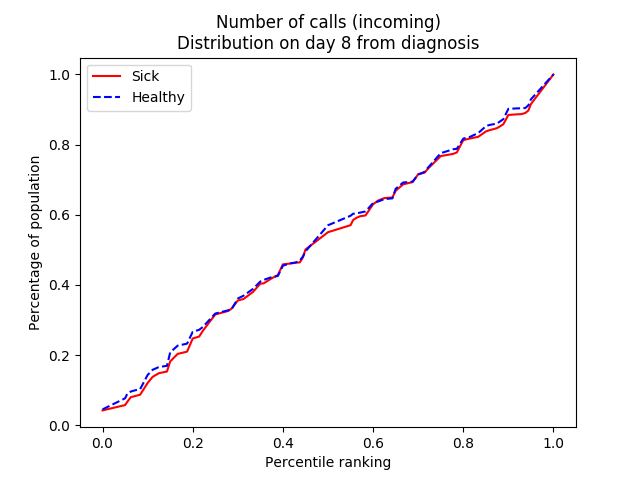 Number of calls (incoming)
Distribution on day 8 from diagnosis
Sick
Healthy
Percentage of population
1.0
0.8
0.6
0.4
0.2
0.0
0.0 0.2 0.4 0.6 0.8 1.0
Percentile ranking